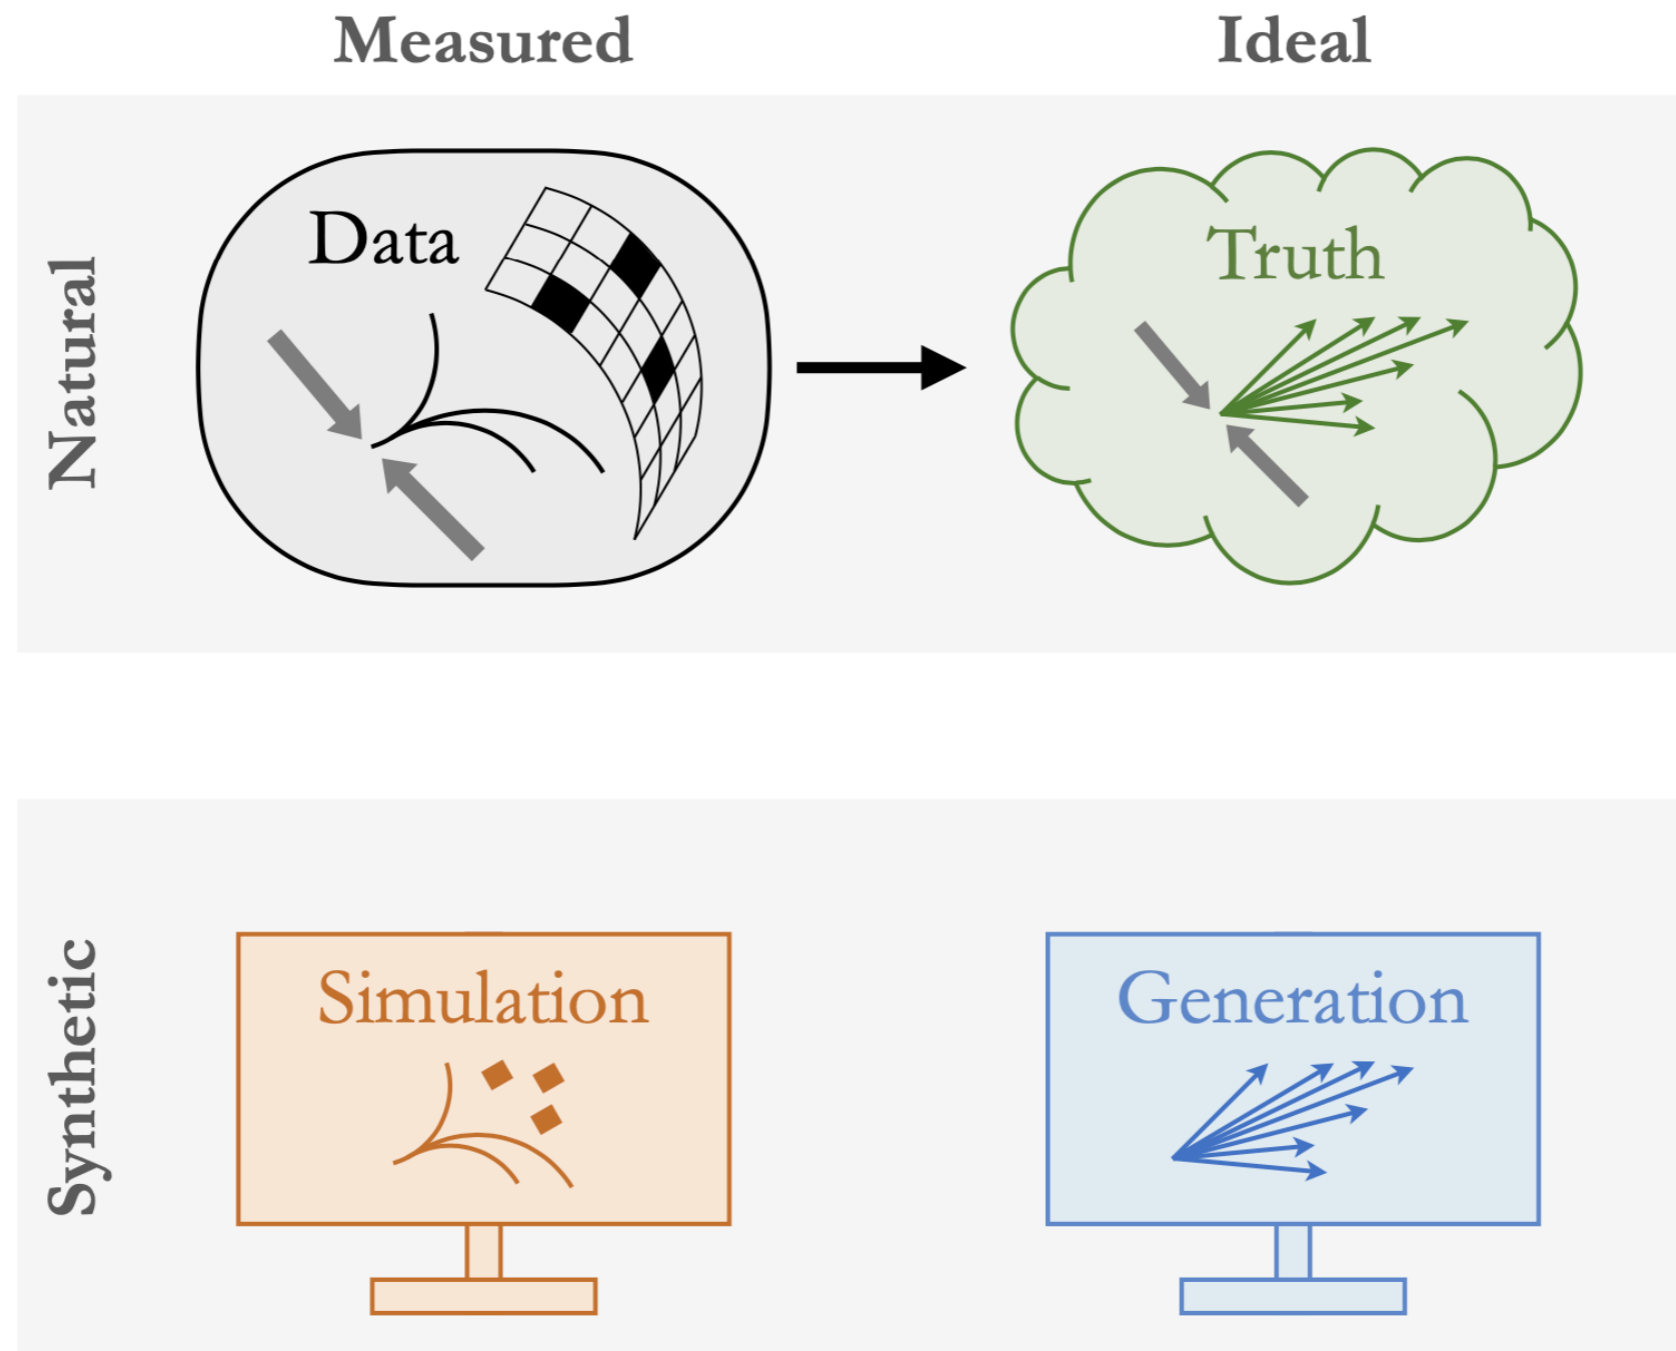 Measured
Ideal
Natural
Data
Truth
Synthetic
Simulation
Generation